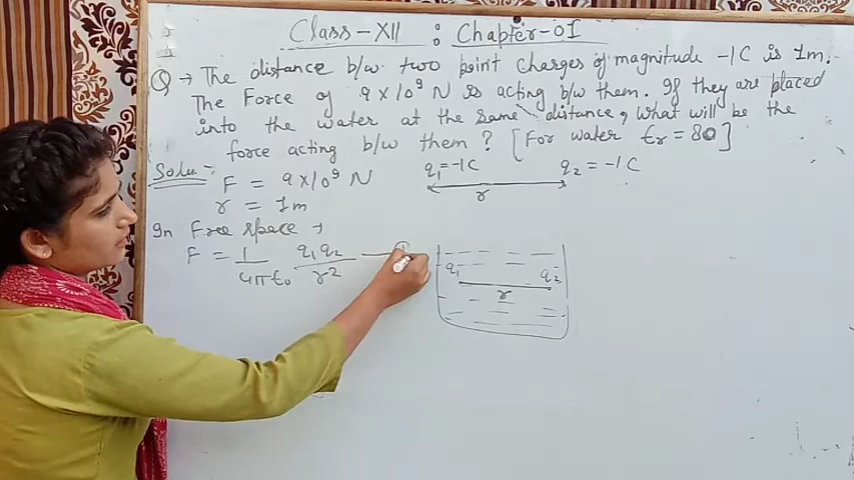 Class-XII : Chapter-01
Q → The distance b/w two point charges of magnitude -1C is 1m.
The Force of 9×10⁹ N is acting b/w them. If they are placed
into the water at the same distance, what will be the
force acting b/w them? [For water εr = 80]
Solu:-
F = 9×10⁹ N
q₁=-1C q₂=-1C
r
r = 1m
In Free space →
F = 1/4πε₀ q₁q₂/r² — ①
q₁ q₂
r